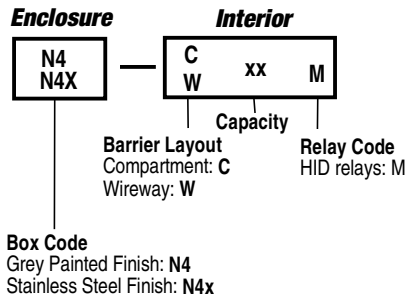 Enclosure
Interior
N4
N4X
C
W
xx
M
Capacity
Barrier Layout
Compartment: C
Wireway: W
Relay Code
HID relays: M
Box Code
Grey Painted Finish: N4
Stainless Steel Finish: N4x